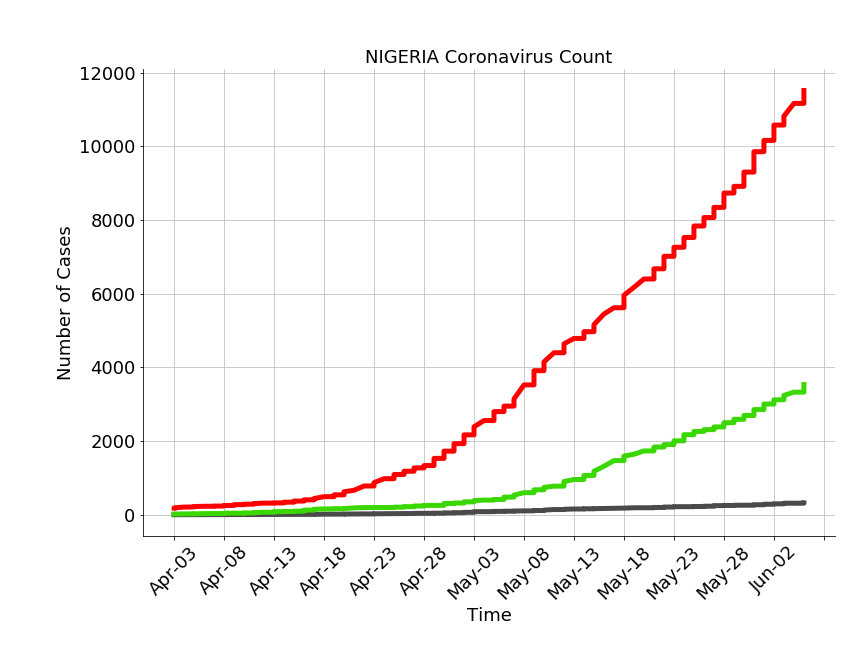 NIGERIA Coronavirus Count
12000
10000
8000
6000
4000
2000
0
Number of Cases
Apr-03
Apr-08
Apr-13
Apr-18
Apr-23
Apr-28
May-03
May-08
May-13
May-18
May-23
May-28
Jun-02
Time